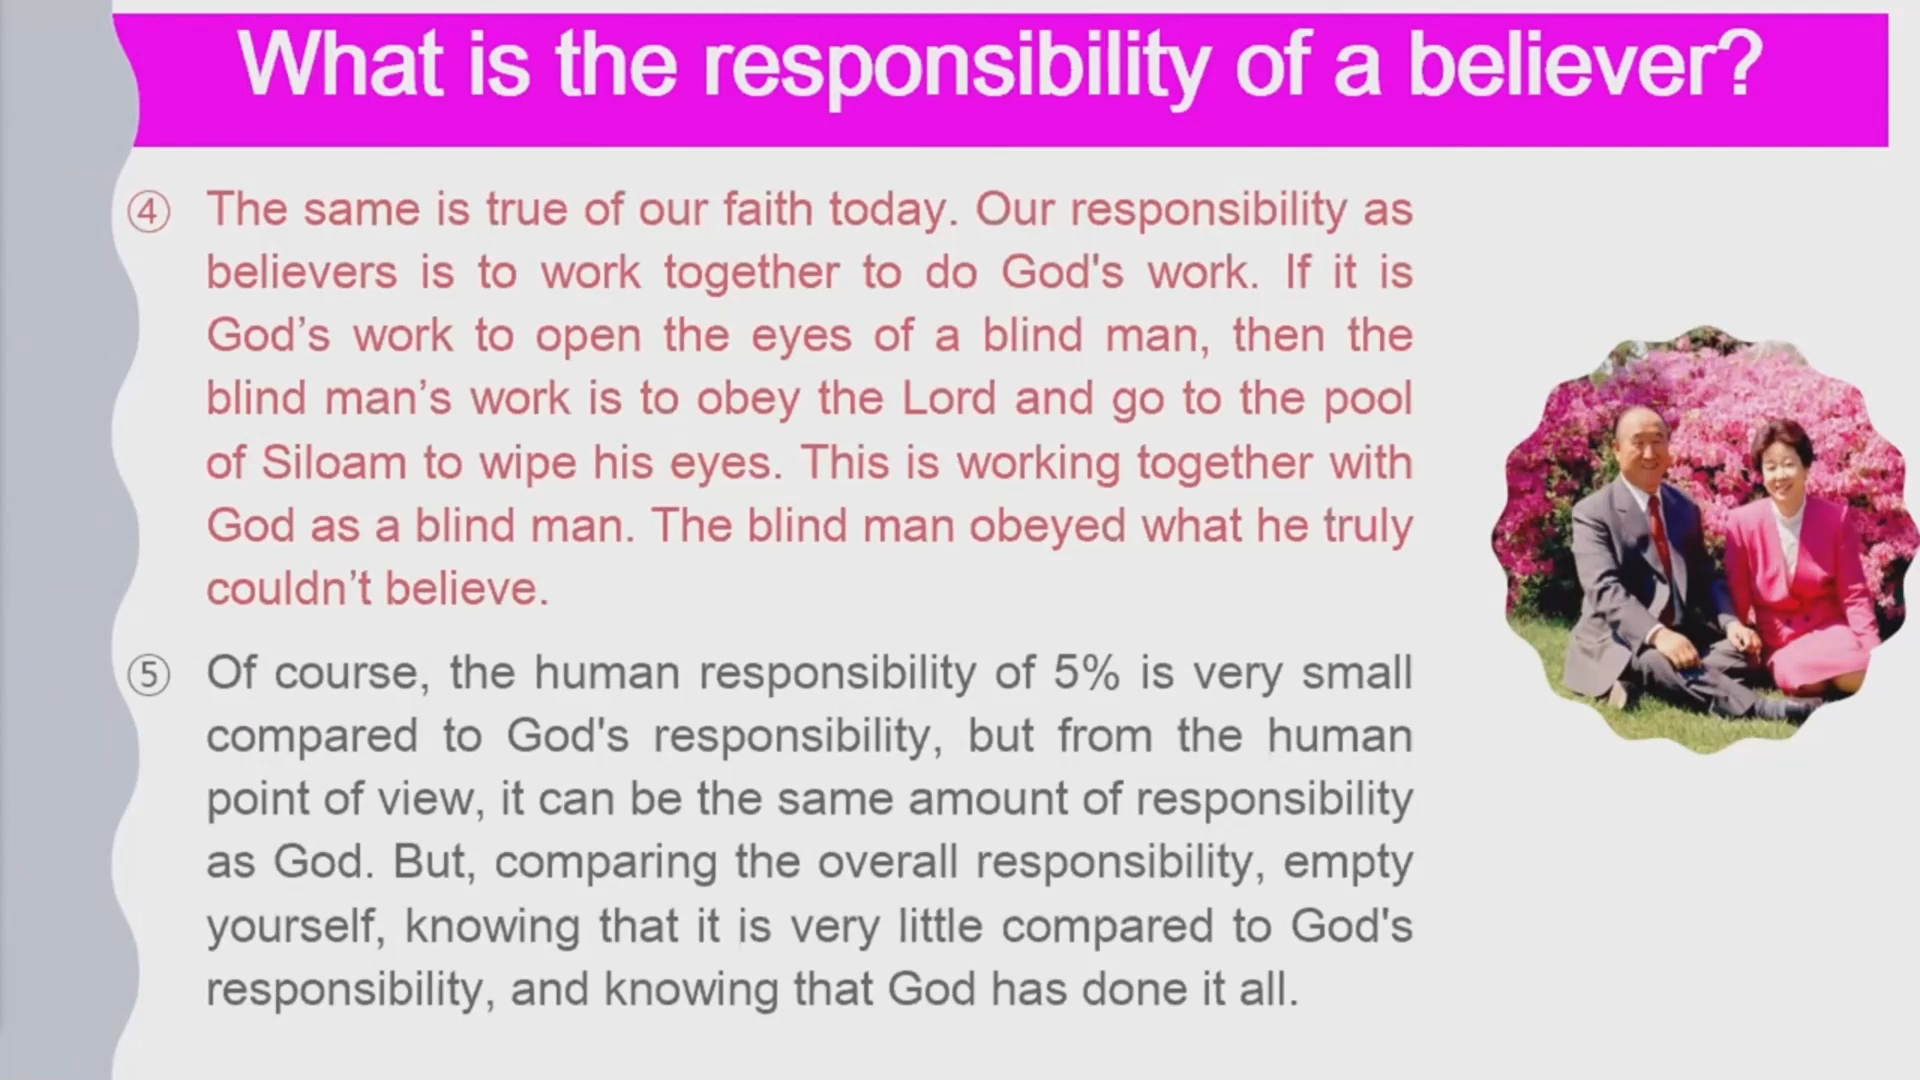 What is the responsibility of a believer?
④ The same is true of our faith today. Our responsibility as
believers is to work together to do God's work. If it is
God’s work to open the eyes of a blind man, then the
blind man’s work is to obey the Lord and go to the pool
of Siloam to wipe his eyes. This is working together with
God as a blind man. The blind man obeyed what he truly
couldn’t believe.
⑤ Of course, the human responsibility of 5% is very small
compared to God's responsibility, but from the human
point of view, it can be the same amount of responsibility
as God. But, comparing the overall responsibility, empty
yourself, knowing that it is very little compared to God's
responsibility, and knowing that God has done it all.